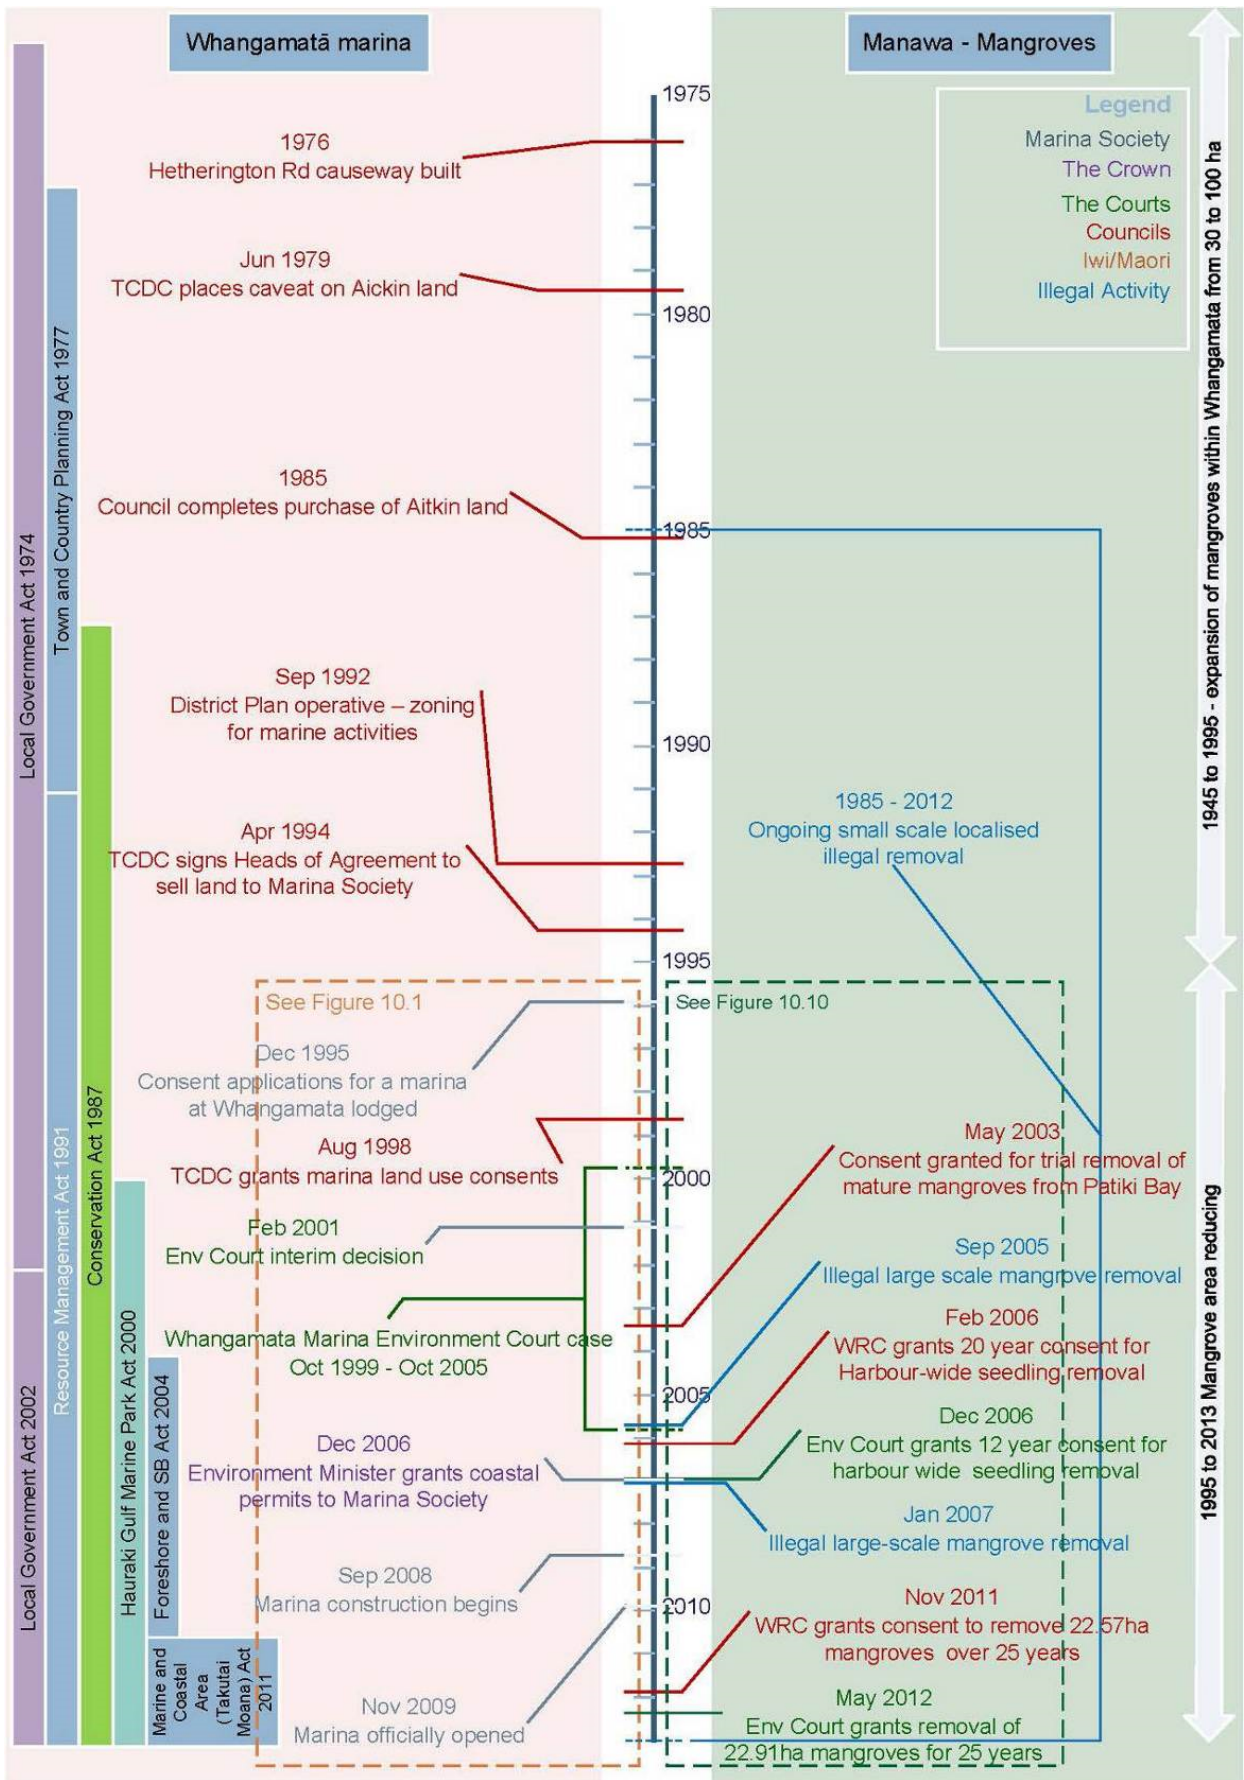 Whangamatā marina
Manawa - Mangroves
Legend
Marina Society
The Crown
The Courts
Councils
Iwi/Maori
Illegal Activity
1975
1980
1985
1990
1995
2000
2005
2010
1976
Hetherington Rd causeway built
Jun 1979
TCDC places caveat on Aickin land
1985
Council completes purchase of Aitkin land
Sep 1992
District Plan operative – zoning
for marine activities
Apr 1994
TCDC signs Heads of Agreement to
sell land to Marina Society
See Figure 10.1
Dec 1995
Consent applications for a marina
at Whangamata lodged
Aug 1998
TCDC grants marina land use consents
Feb 2001
Env Court interim decision
Whangamata Marina Environment Court case
Oct 1999 - Oct 2005
Dec 2006
Environment Minister grants coastal
permits to Marina Society
Sep 2008
Marina construction begins
Nov 2009
Marina officially opened
1985 - 2012
Ongoing small scale localised
illegal removal
See Figure 10.10
May 2003
Consent granted for trial removal of
mature mangroves from Patiki Bay
Sep 2005
Illegal large scale mangrove removal
Feb 2006
WRC grants 20 year consent for
Harbour-wide seedling removal
Dec 2006
Env Court grants 12 year consent for
harbour wide seedling removal
Jan 2007
Illegal large-scale mangrove removal
Nov 2011
WRC grants consent to remove 22.57ha
mangroves over 25 years
May 2012
Env Court grants removal of
22.91ha mangroves for 25 years
Local Government Act 1974
Local Government Act 2002
Town and Country Planning Act 1977
Resource Management Act 1991
Conservation Act 1987
Hauraki Gulf Marine Park Act 2000
Foreshore and SB Act 2004
Marine and
Coastal
Area
(Takutai
Moana) Act
2011
1945 to 1995 - expansion of mangroves within Whangamata from 30 to 100 ha
1995 to 2013 Mangrove area reducing